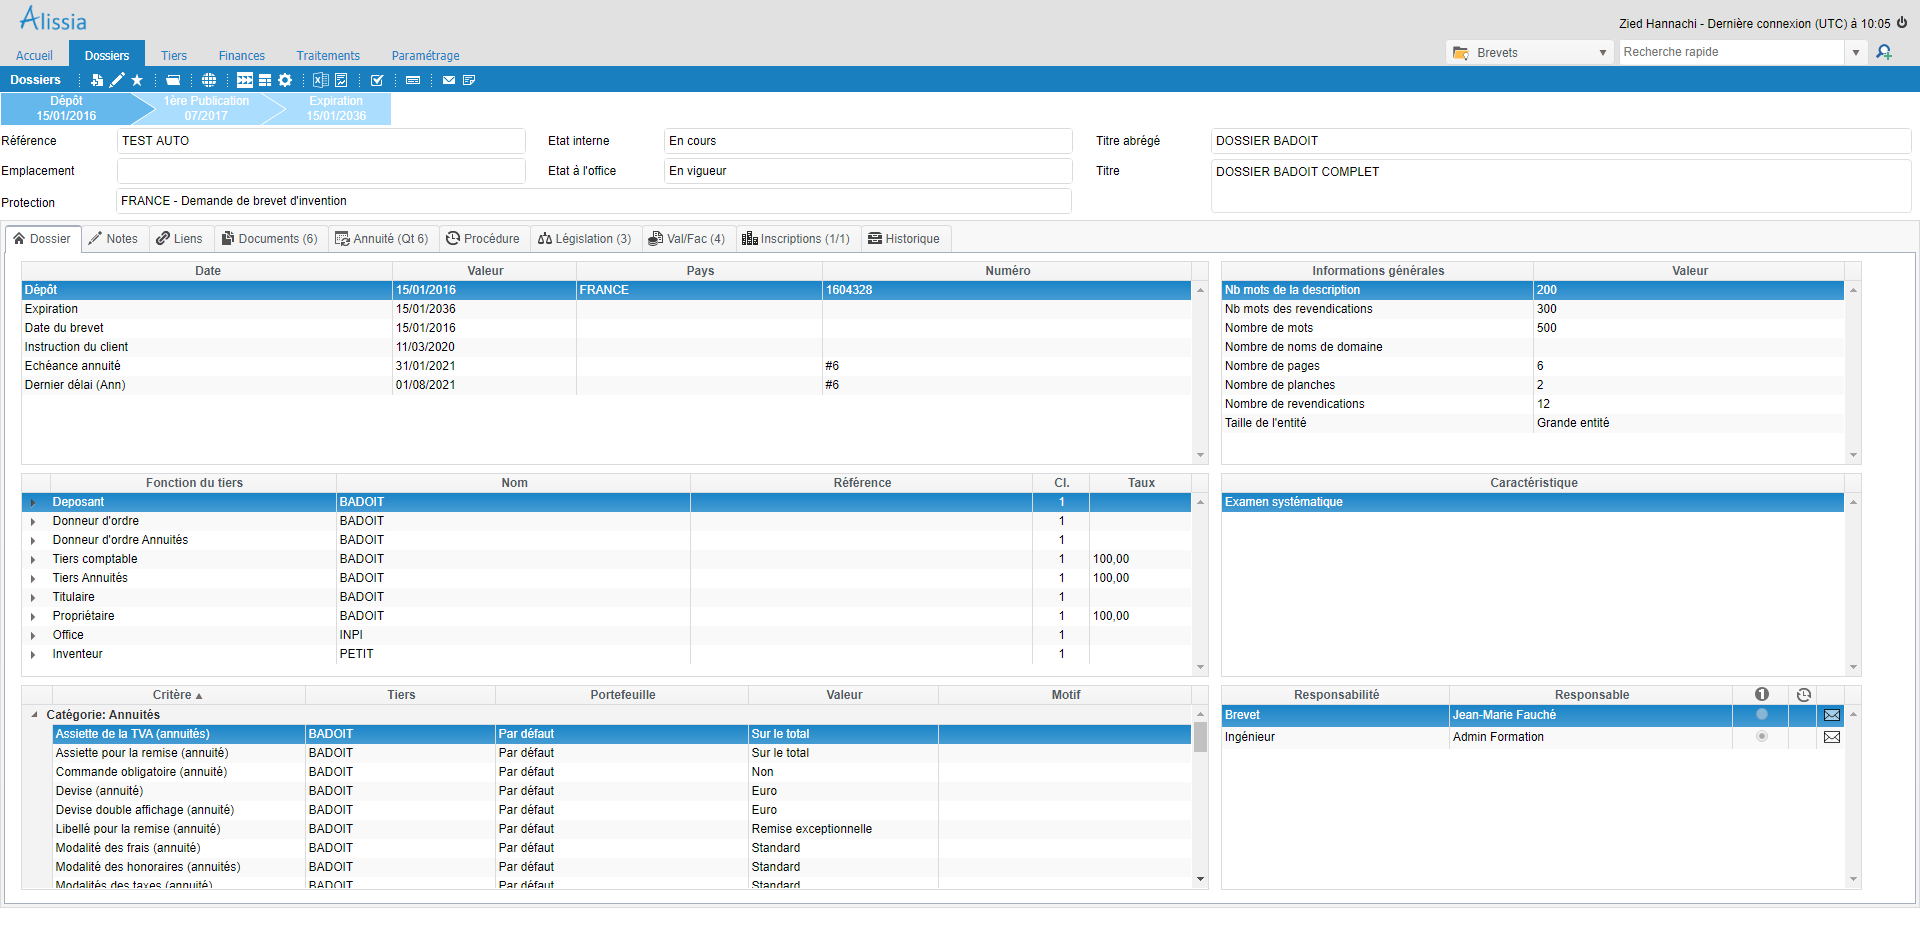 Alissia
Zied Hannachi - Dernière connexion (UTC) à 10:05
Accueil Dossiers Tiers Finances Traitements Paramétrage
Brevets Recherche rapide
Dossiers
Dépôt 1ère Publication Expiration
15/01/2016 07/2017 15/01/2036
Référence TEST AUTO Etat interne En cours Titre abrégé DOSSIER BADOIT
Emplacement Etat à l'office En vigueur Titre DOSSIER BADOIT COMPLET
Protection FRANCE - Demande de brevet d'invention
Dossier Notes Liens Documents (6) Annuité (Qt 6) Procédure Législation (3) Val/Fac (4) Inscriptions (1/1) Historique
Date Valeur Pays Numéro
Dépôt 15/01/2016 FRANCE 1604328
Expiration 15/01/2036
Date du brevet 15/01/2016
Instruction du client 11/03/2020
Echéance annuité 31/01/2021 #6
Dernier délai (Ann) 01/08/2021 #6
Informations générales Valeur
Nb mots de la description 200
Nb mots des revendications 300
Nombre de mots 500
Nombre de noms de domaine
Nombre de pages 6
Nombre de planches 2
Nombre de revendications 12
Taille de l'entité Grande entité
Fonction du tiers Nom Référence Cl. Taux
Deposant BADOIT 1
Donneur d'ordre BADOIT 1
Donneur d'ordre Annuités BADOIT 1
Tiers comptable BADOIT 1 100,00
Tiers Annuités BADOIT 1 100,00
Titulaire BADOIT 1
Propriétaire BADOIT 1 100,00
Office INPI 1
Inventeur PETIT 1
Caractéristique
Examen systématique
Critère Tiers Portefeuille Valeur Motif
Catégorie: Annuités
Assiette de la TVA (annuités) BADOIT Par défaut Sur le total
Assiette pour la remise (annuité) BADOIT Par défaut Sur le total
Commande obligatoire (annuité) BADOIT Par défaut Non
Devise (annuité) BADOIT Par défaut Euro
Devise double affichage (annuité) BADOIT Par défaut Euro
Libellé pour la remise (annuité) BADOIT Par défaut Remise exceptionnelle
Modalité des frais (annuité) BADOIT Par défaut Standard
Modalité des honoraires (annuités) BADOIT Par défaut Standard
Modalités des taxes (annuité) BADOIT Par défaut Standard
Responsabilité Responsable 1
Brevet Jean-Marie Fauché
Ingénieur Admin Formation